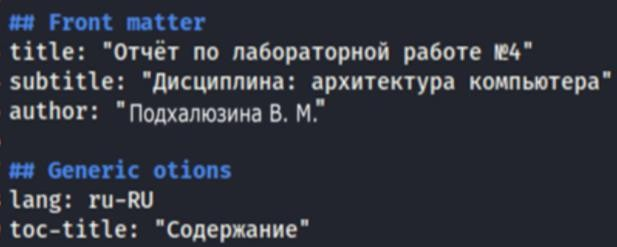 ## Front matter
title: "Отчёт по лабораторной работе №4"
subtitle: "Дисциплина: архитектура компьютера"
author: "Подхалюзина В. М."
## Generic otions
lang: ru-RU
toc-title: "Содержание"